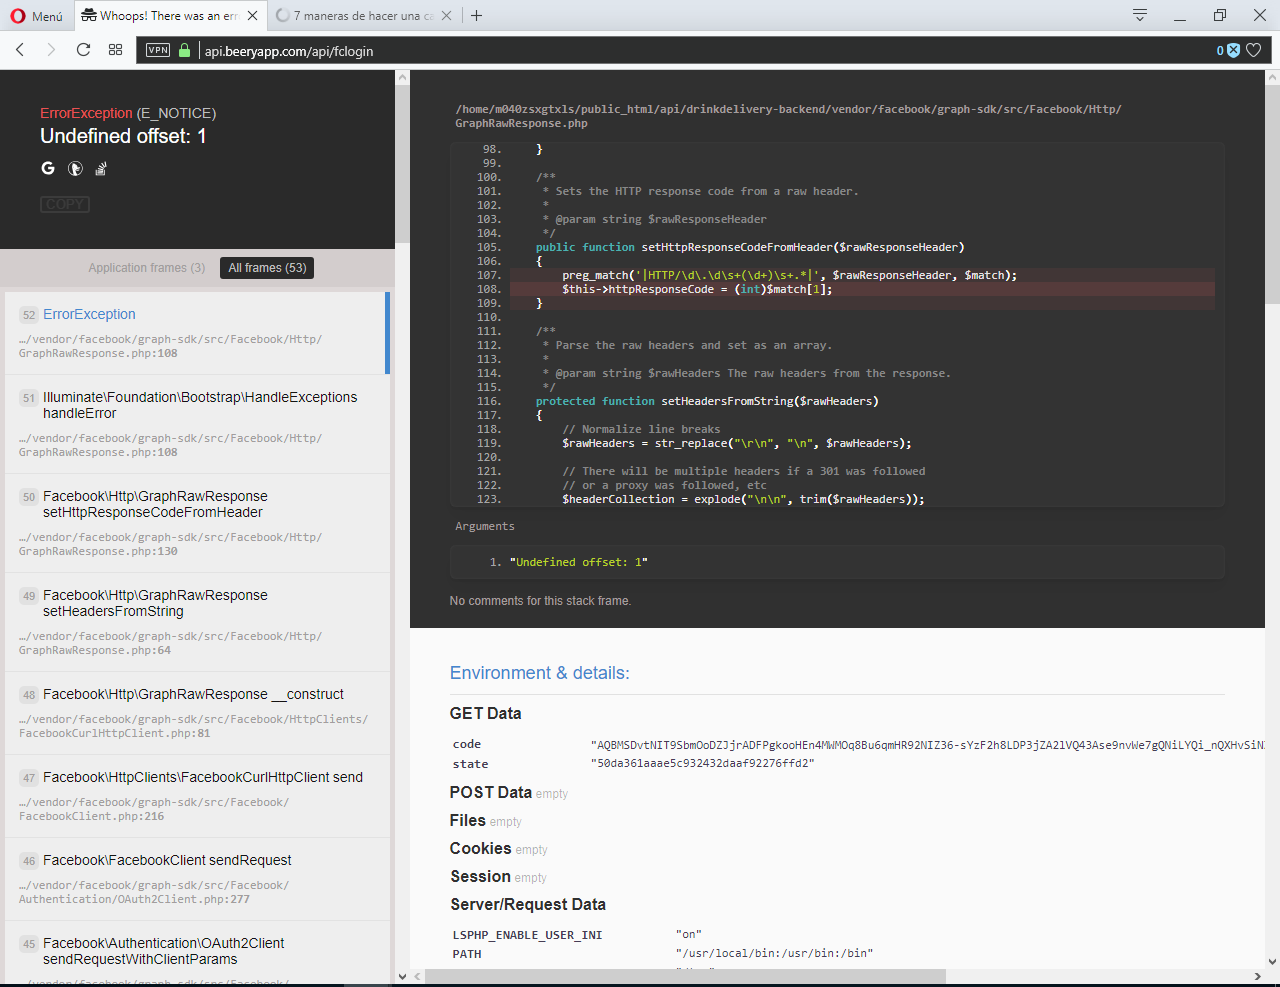 Menú
Whoops! There was an err
7 maneras de hacer una ca
VPN
api.beeryapp.com/api/fclogin
0
ErrorException (E_NOTICE)
Undefined offset: 1
COPY
Application frames (3)
All frames (53)
52 ErrorException
…/vendor/facebook/graph-sdk/src/Facebook/Http/
GraphRawResponse.php:108
51 Illuminate\Foundation\Bootstrap\HandleExceptions
handleError
…/vendor/facebook/graph-sdk/src/Facebook/Http/
GraphRawResponse.php:108
50 Facebook\Http\GraphRawResponse
setHttpResponseCodeFromHeader
…/vendor/facebook/graph-sdk/src/Facebook/Http/
GraphRawResponse.php:130
49 Facebook\Http\GraphRawResponse
setHeadersFromString
…/vendor/facebook/graph-sdk/src/Facebook/Http/
GraphRawResponse.php:64
48 Facebook\Http\GraphRawResponse __construct
…/vendor/facebook/graph-sdk/src/Facebook/HttpClients/
FacebookCurlHttpClient.php:81
47 Facebook\HttpClients\FacebookCurlHttpClient send
…/vendor/facebook/graph-sdk/src/Facebook/
FacebookClient.php:216
46 Facebook\FacebookClient sendRequest
…/vendor/facebook/graph-sdk/src/Facebook/
Authentication/OAuth2Client.php:277
45 Facebook\Authentication\OAuth2Client
sendRequestWithClientParams
…/vendor/facebook/graph-sdk/src/Facebook/
/home/m040zsxgtxls/public_html/api/drinkdelivery-backend/vendor/facebook/graph-sdk/src/Facebook/Http/
GraphRawResponse.php
98. }
99.
100. /**
101. * Sets the HTTP response code from a raw header.
102. *
103. * @param string $rawResponseHeader
104. */
105. public function setHttpResponseCodeFromHeader($rawResponseHeader)
106. {
107. preg_match('|HTTP/\d\.\d\s+(\d+)\s+.*|', $rawResponseHeader, $match);
108. $this->httpResponseCode = (int)$match[1];
109. }
110.
111. /**
112. * Parse the raw headers and set as an array.
113. *
114. * @param string $rawHeaders The raw headers from the response.
115. */
116. protected function setHeadersFromString($rawHeaders)
117. {
118. // Normalize line breaks
119. $rawHeaders = str_replace("\r\n", "\n", $rawHeaders);
120.
121. // There will be multiple headers if a 301 was followed
122. // or a proxy was followed, etc
123. $headerCollection = explode("\n\n", trim($rawHeaders));
Arguments
1. "Undefined offset: 1"
No comments for this stack frame.
Environment & details:
GET Data
code "AQBMSDvtNIT9SbmOoDZJjrADFPgkooHEn4MWMOq8Bu6qmHR92NIZ36-sYzF2h8LDP3jZA2lVQ43Ase9nvWe7gQNiLYQi_nQXHvSiN
state "50da361aaae5c932432daaf92276ffd2"
POST Data empty
Files empty
Cookies empty
Session empty
Server/Request Data
LSPHP_ENABLE_USER_INI "on"
PATH "/usr/local/bin:/usr/bin:/bin"